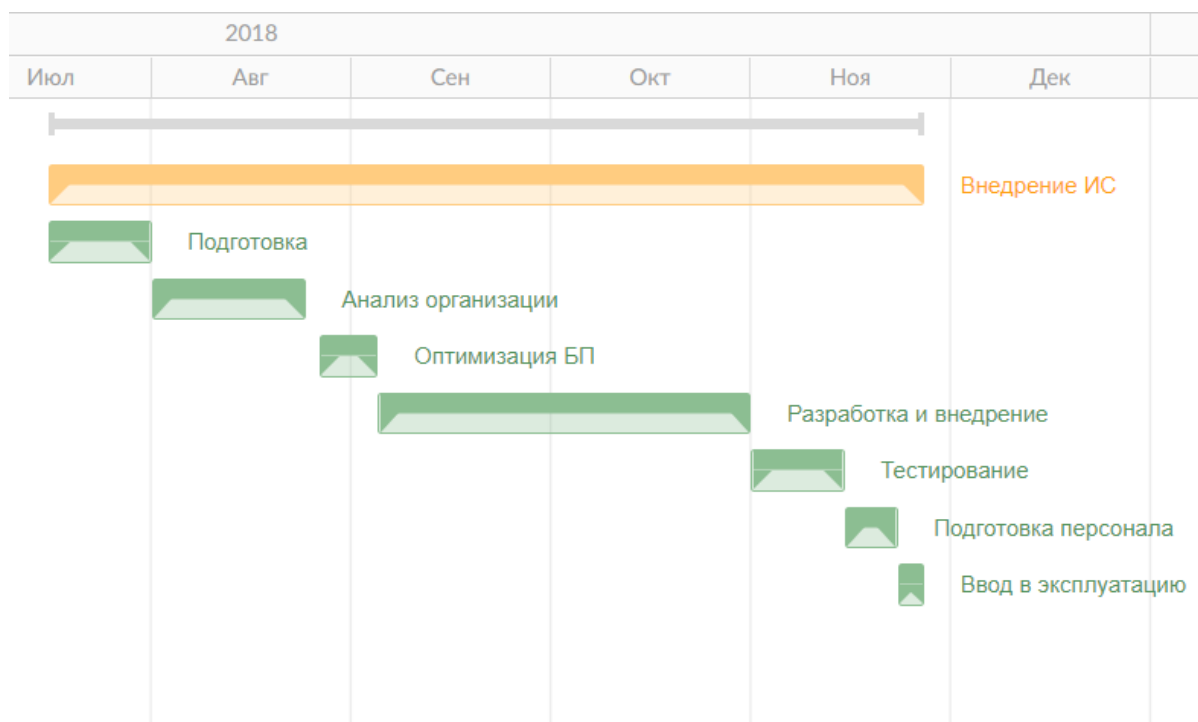 2018
Июл Авг Сен Окт Ноя Дек
Внедрение ИС
Подготовка
Анализ организации
Оптимизация БП
Разработка и внедрение
Тестирование
Подготовка персонала
Ввод в эксплуатацию